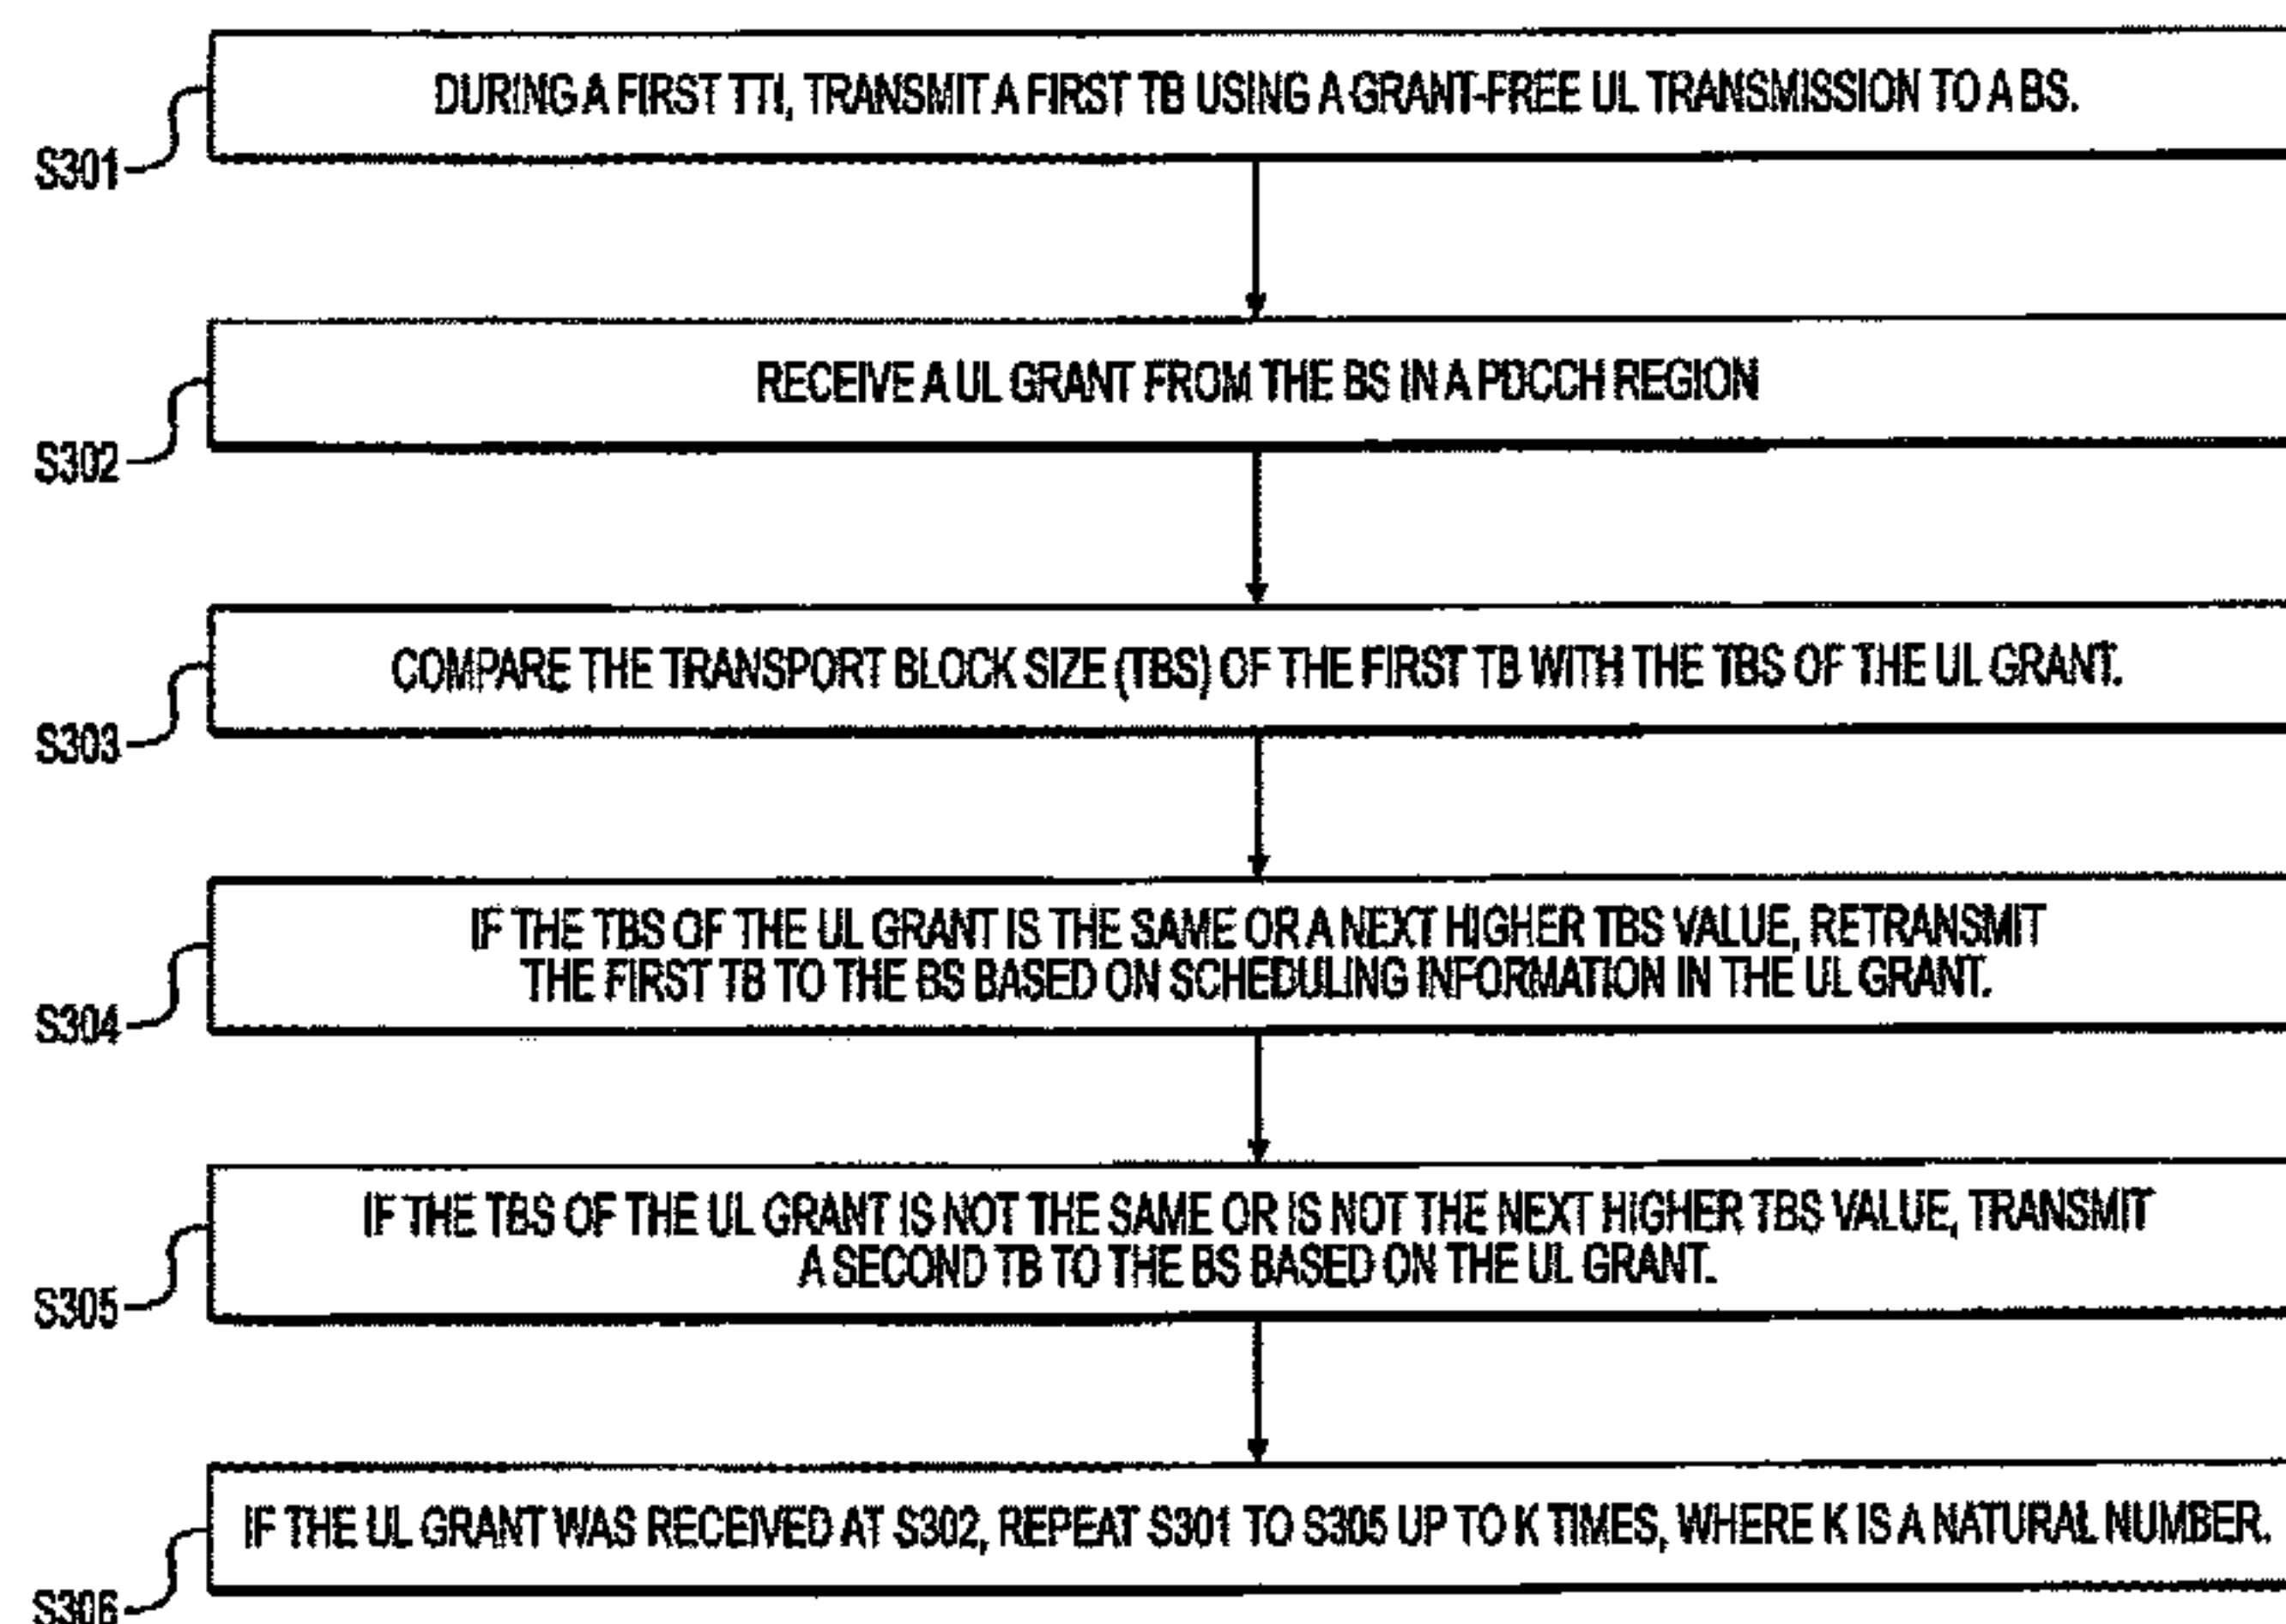 DURING A FIRST TTI, TRANSMIT A FIRST TB USING A GRANT-FREE UL TRANSMISSION TO A BS.
S301
RECEIVE A UL GRANT FROM THE BS IN A PDCCH REGION
S302
COMPARE THE TRANSPORT BLOCK SIZE (TBS) OF THE FIRST TB WITH THE TBS OF THE UL GRANT.
S303
IF THE TBS OF THE UL GRANT IS THE SAME OR A NEXT HIGHER TBS VALUE, RETRANSMIT
THE FIRST TB TO THE BS BASED ON SCHEDULING INFORMATION IN THE UL GRANT.
S304
IF THE TBS OF THE UL GRANT IS NOT THE SAME OR IS NOT THE NEXT HIGHER TBS VALUE, TRANSMIT
A SECOND TB TO THE BS BASED ON THE UL GRANT.
S305
IF THE UL GRANT WAS RECEIVED AT S302, REPEAT S301 TO S305 UP TO K TIMES, WHERE K IS A NATURAL NUMBER.
S306